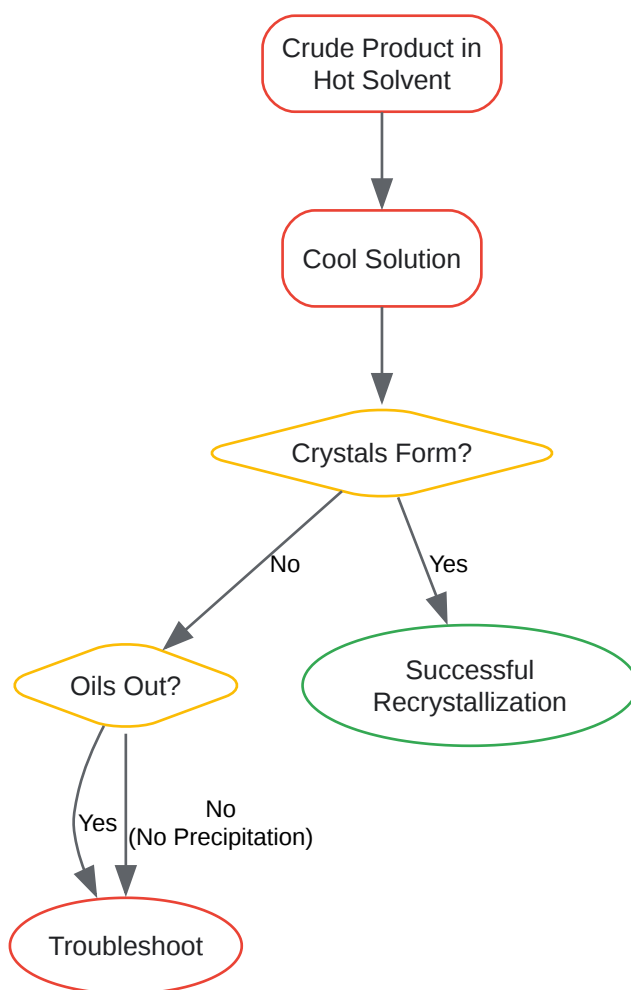 Crude Product in
Hot Solvent
Cool Solution
Crystals Form?
No
Yes
Oils Out?
Successful
Recrystallization
Yes
No
(No Precipitation)
Troubleshoot